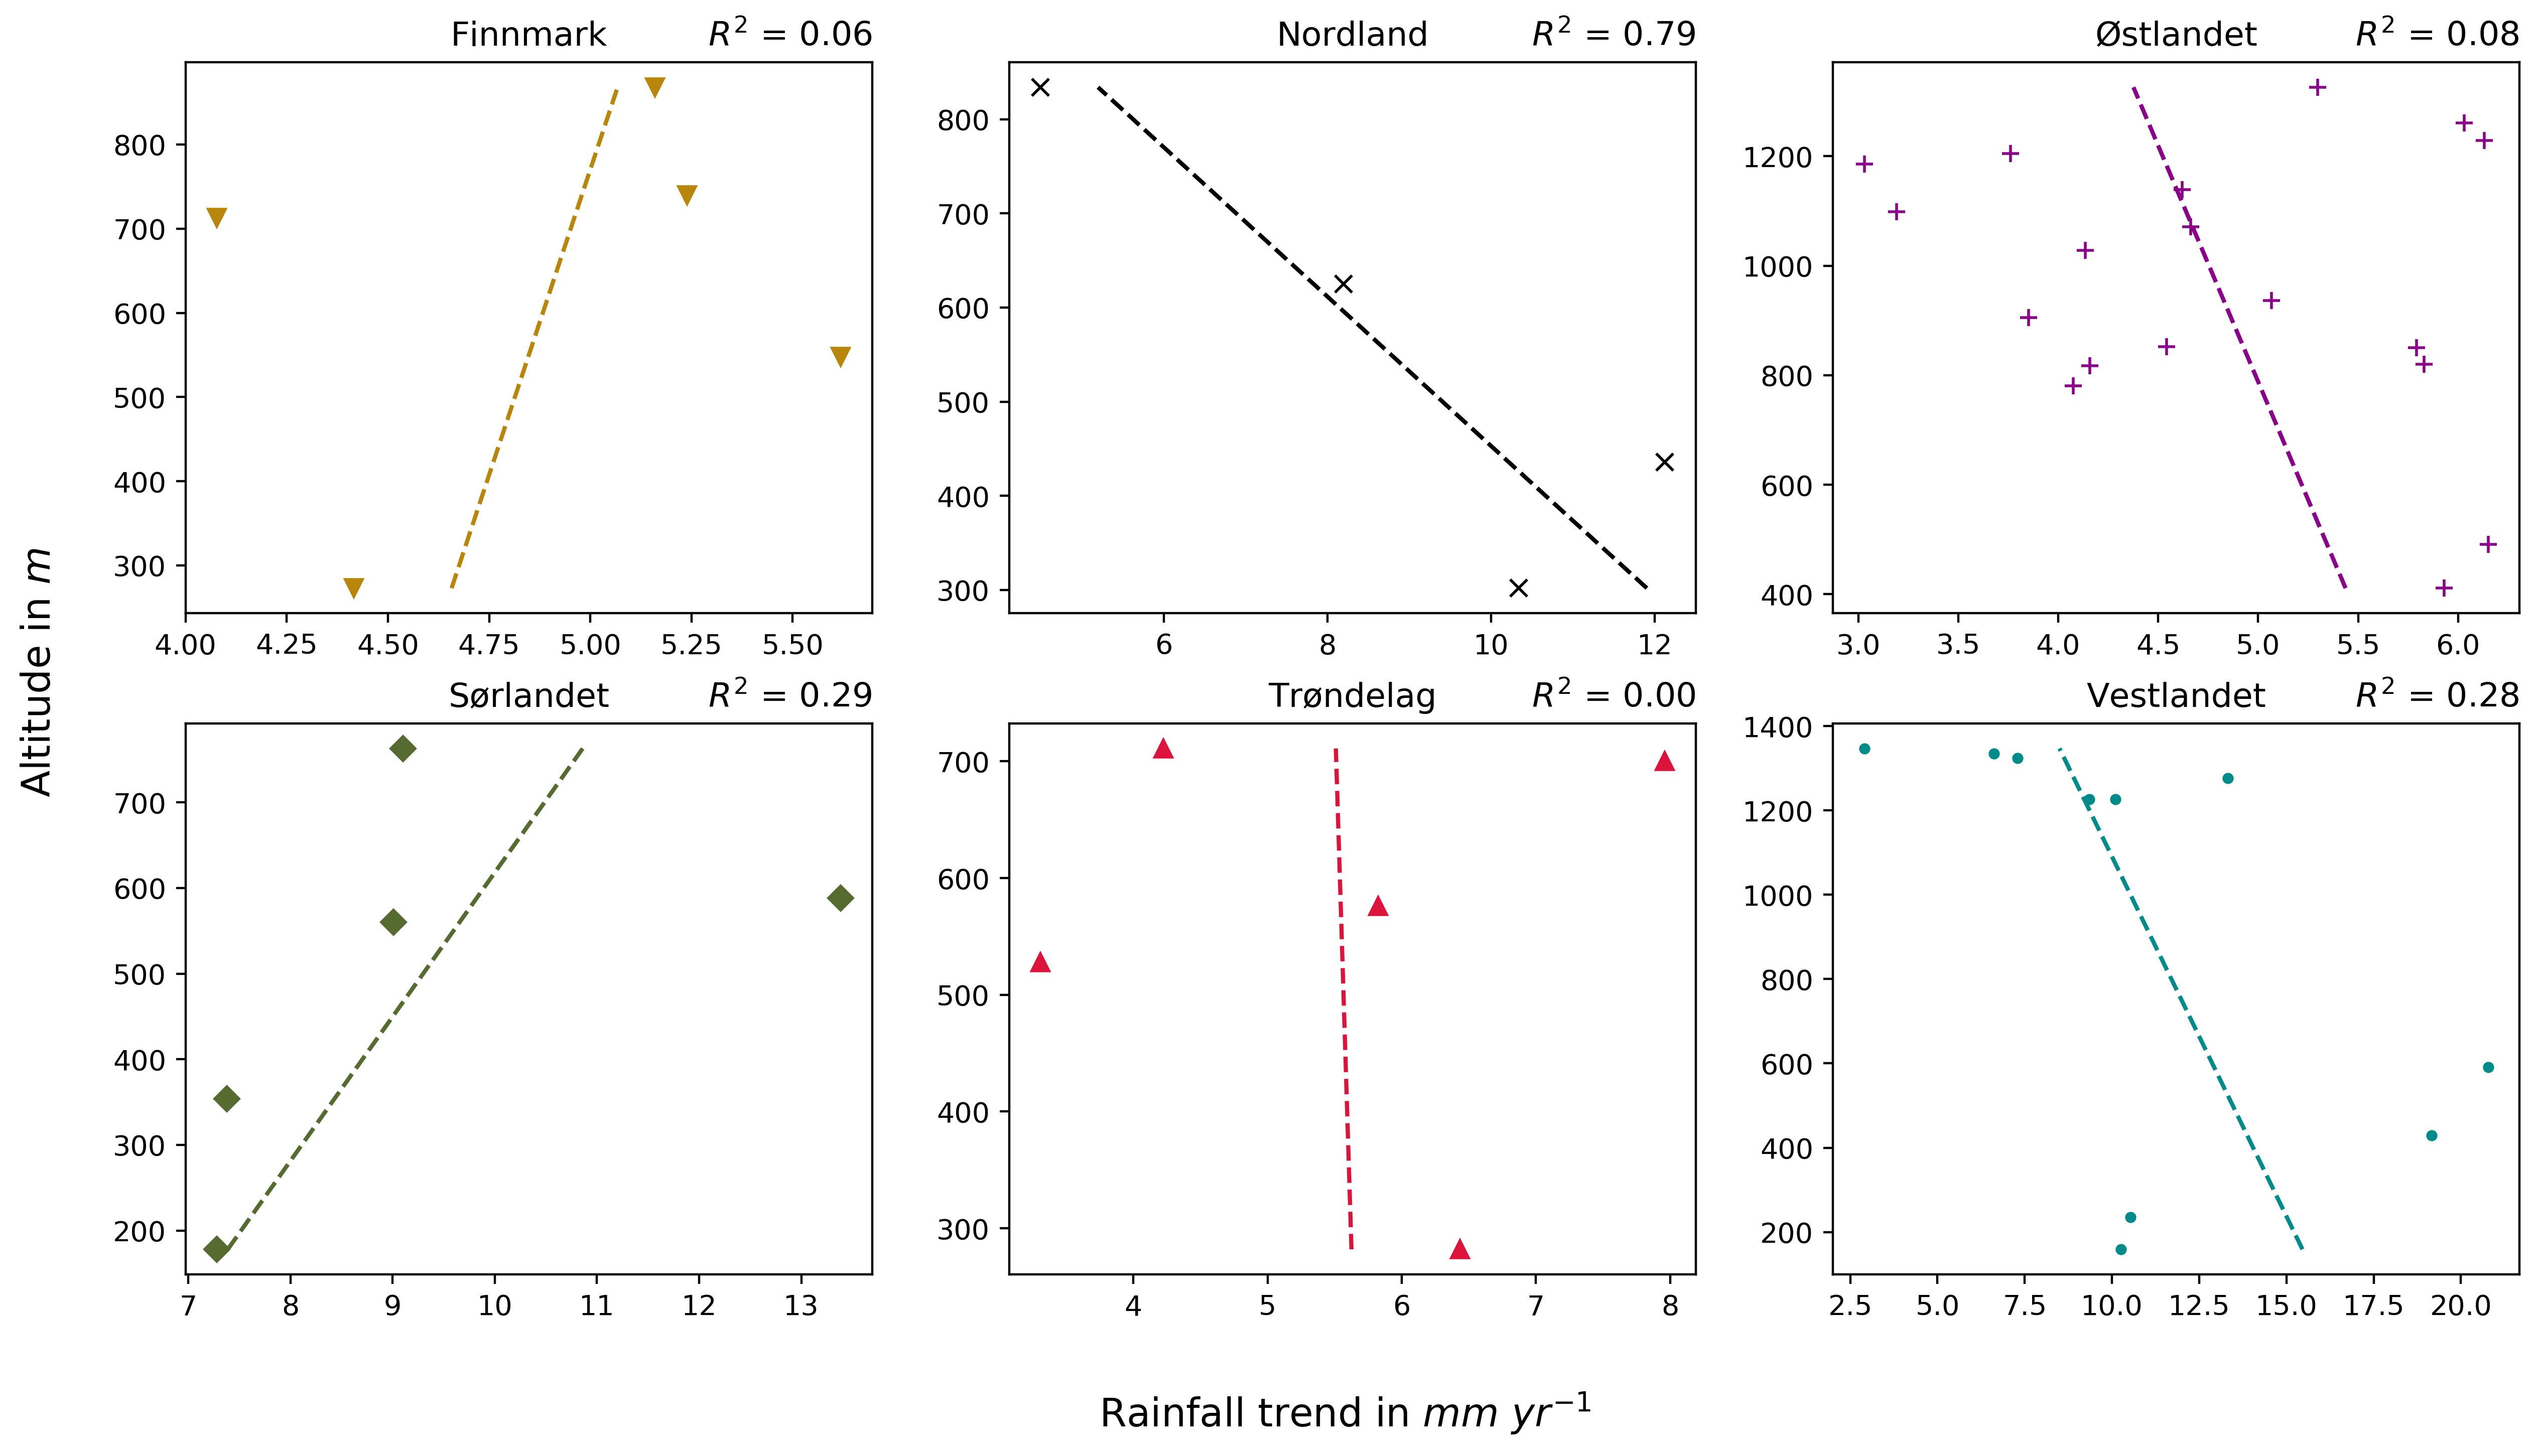 Finnmark R² = 0.06
Nordland R² = 0.79
Østlandet R² = 0.08
800
700
600
500
400
300
4.00 4.25 4.50 4.75 5.00 5.25 5.50
800
700
600
500
400
300
6 8 10 12
1200
1000
800
600
400
3.0 3.5 4.0 4.5 5.0 5.5 6.0
Altitude in m
Sørlandet R² = 0.29
Trøndelag R² = 0.00
Vestlandet R² = 0.28
700
600
500
400
300
200
7 8 9 10 11 12 13
700
600
500
400
300
4 5 6 7 8
1400
1200
1000
800
600
400
200
2.5 5.0 7.5 10.0 12.5 15.0 17.5 20.0
Rainfall trend in mm yr⁻¹